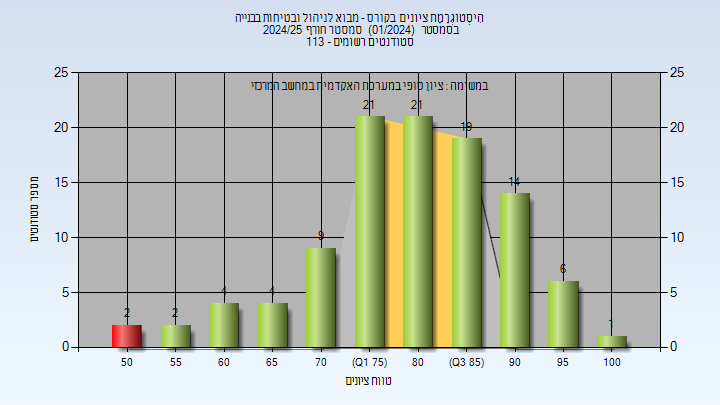 היסטוגרמת ציונים בקורס - מבוא לניהול ובטיחות בבנייה
בסמסטר (01/2024) סמסטר חורף 2024/25
סטודנטים רשומים - 113
במשימה : ציון סופי במערכת האקדמית במחשב המרכזי
25 25
20 20
15 15
10 10
5 5
0 0
2 2 4 4 9 21 21 19 14 6 1
מספר סטודנטים
50 55 60 65 70 (Q1 75) 80 (Q3 85) 90 95 100
טווח ציונים